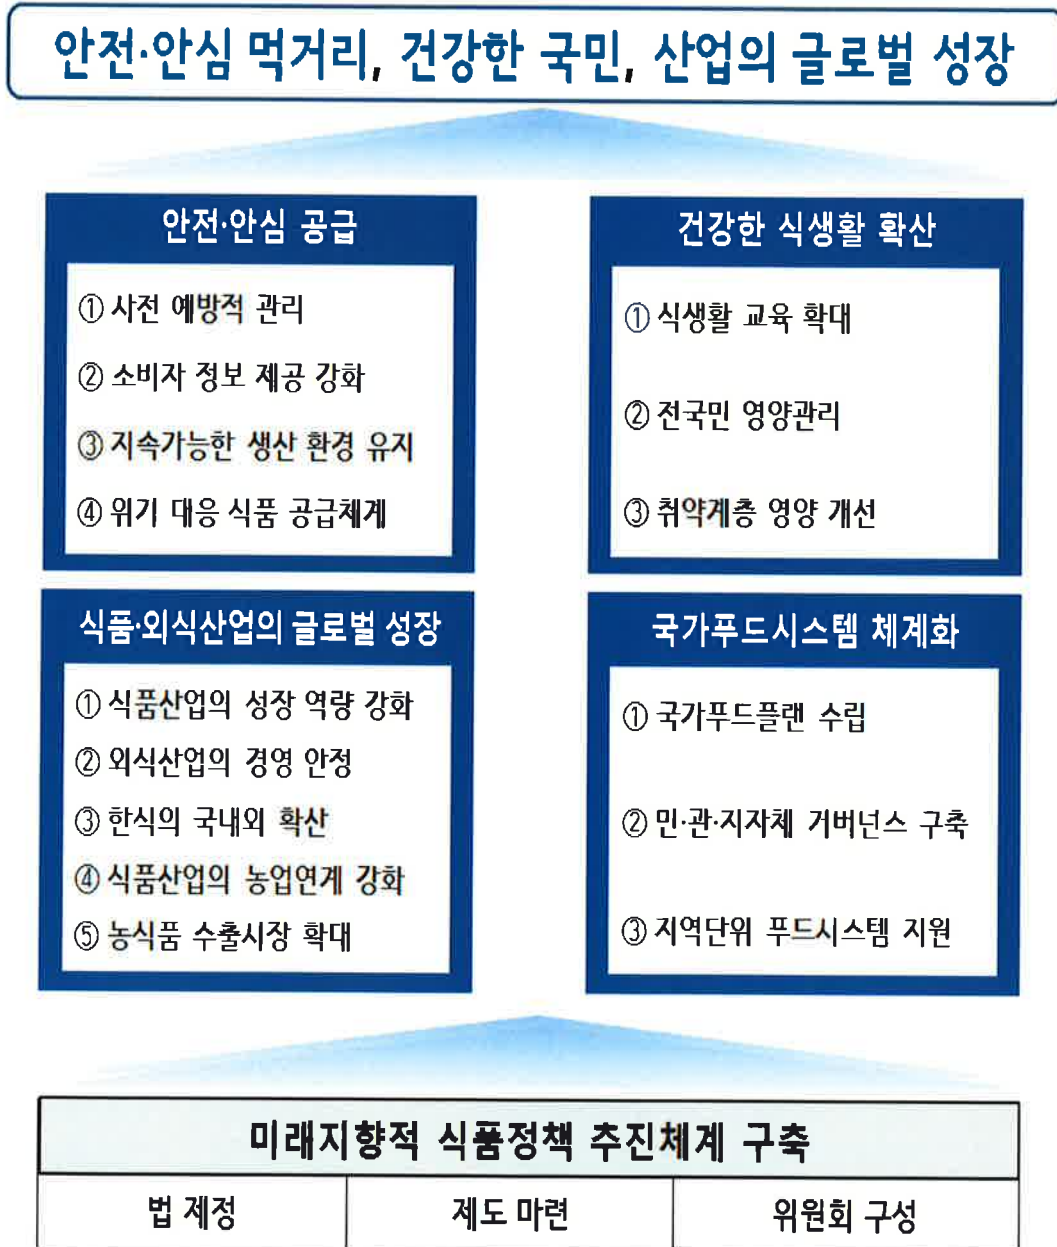 안전·안심 먹거리, 건강한 국민, 산업의 글로벌 성장
안전·안심 공급
① 사전 예방적 관리
② 소비자 정보 제공 강화
③ 지속가능한 생산 환경 유지
④ 위기 대응 식품 공급체계
건강한 식생활 확산
① 식생활 교육 확대
② 전국민 영양관리
③ 취약계층 영양 개선
식품·외식산업의 글로벌 성장
① 식품산업의 성장 역량 강화
② 외식산업의 경영 안정
③ 한식의 국내외 확산
④ 식품산업의 농업연계 강화
⑤ 농식품 수출시장 확대
국가푸드시스템 체계화
① 국가푸드플랜 수립
② 민·관·지자체 거버넌스 구축
③ 지역단위 푸드시스템 지원
미래지향적 식품정책 추진체계 구축
법 제정
제도 마련
위원회 구성